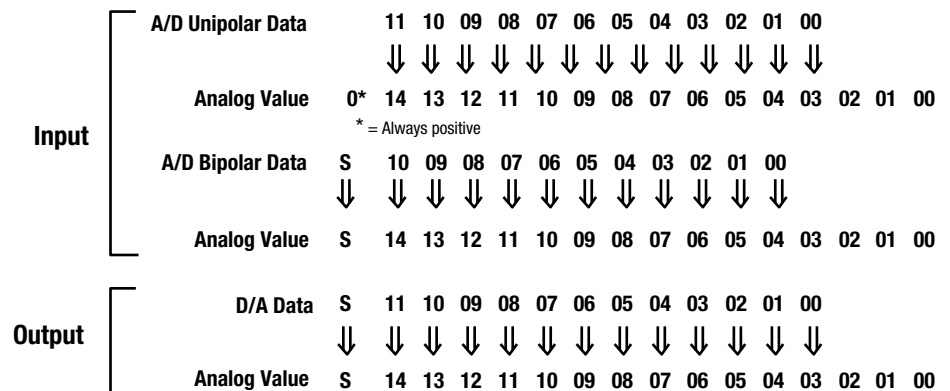 A/D Unipolar Data 11 10 09 08 07 06 05 04 03 02 01 00
Analog Value 0* 14 13 12 11 10 09 08 07 06 05 04 03 02 01 00
* = Always positive
Input
A/D Bipolar Data S 10 09 08 07 06 05 04 03 02 01 00
Analog Value S 14 13 12 11 10 09 08 07 06 05 04 03 02 01 00
D/A Data S 11 10 09 08 07 06 05 04 03 02 01 00
Output
Analog Value S 14 13 12 11 10 09 08 07 06 05 04 03 02 01 00